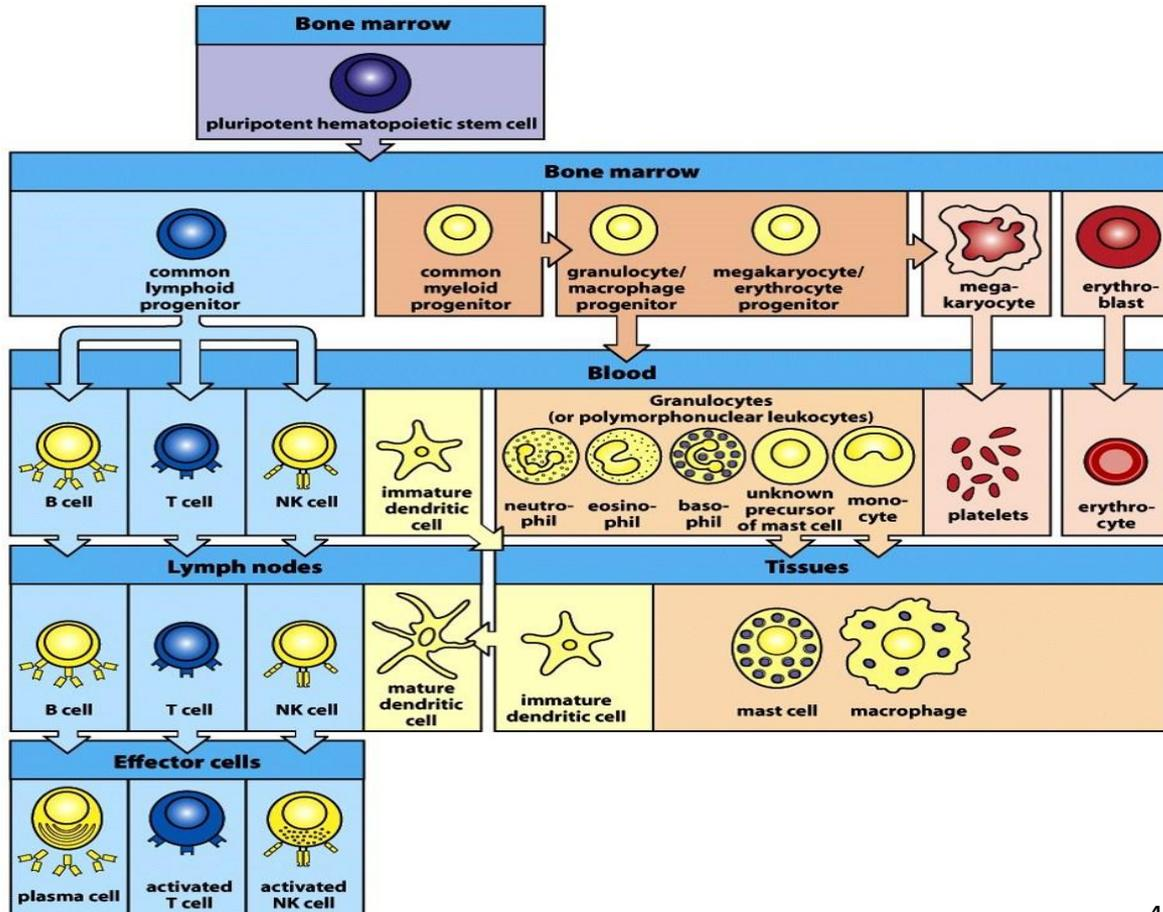 Bone marrow
pluripotent hematopoietic stem cell
Bone marrow
common
lymphoid
progenitor
common
myeloid
progenitor
granulocyte/
macrophage
progenitor
megakaryocyte/
erythrocyte
progenitor
mega-
karyocyte
erythro-
blast
Blood
B cell
T cell
NK cell
immature
dendritic
cell
Granulocytes
(or polymorphonuclear leukocytes)
neutro-
phil
eosino-
phil
baso-
phil
unknown
precursor
of mast cell
mono-
cyte
platelets
erythro-
cyte
Lymph nodes
B cell
T cell
NK cell
mature
dendritic
cell
Tissues
immature
dendritic cell
mast cell
macrophage
Effector cells
plasma cell
activated
T cell
activated
NK cell
4